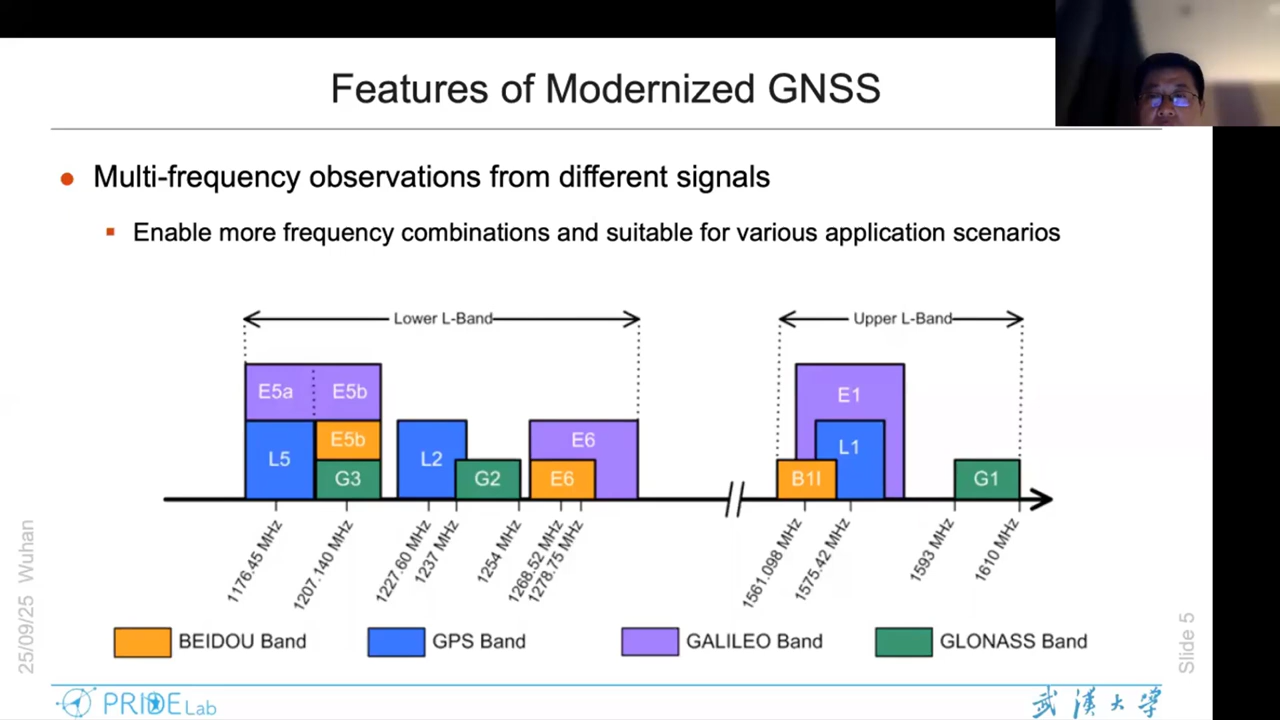 Features of Modernized GNSS
Multi-frequency observations from different signals
Enable more frequency combinations and suitable for various application scenarios
Lower L-Band
Upper L-Band
E5a
E5b
E1
E5b
E6
L5
L2
L1
G3
G2
E6
B1I
G1
1176.45 MHz
1207.140 MHz
1227.60 MHz
1237 MHz
1254 MHz
1268.52 MHz
1278.75 MHz
1561.098 MHz
1575.42 MHz
1593 MHz
1610 MHz
BEIDOU Band
GPS Band
GALILEO Band
GLONASS Band
25/09/25 Wuhan
Slide 5
PRIDE Lab
武漢大学